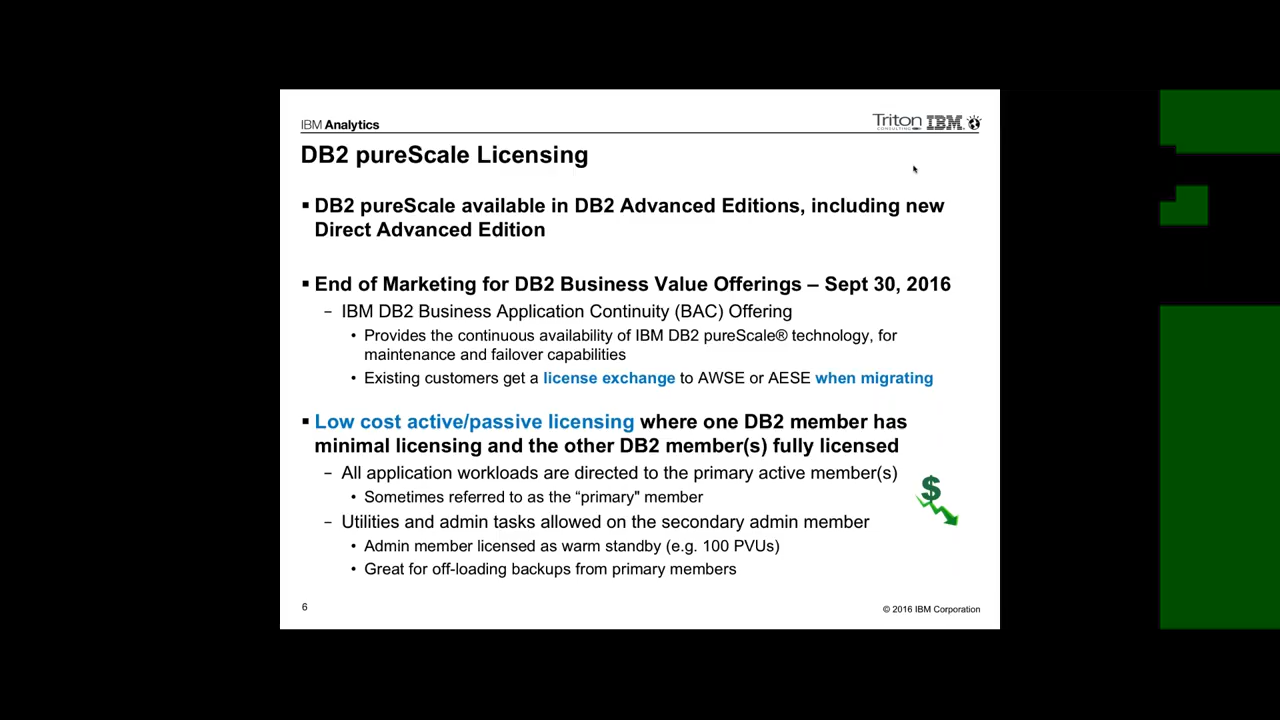 IBM Analytics
Triton IBM
CONSULTING
DB2 pureScale Licensing
▪ DB2 pureScale available in DB2 Advanced Editions, including new
Direct Advanced Edition
▪ End of Marketing for DB2 Business Value Offerings – Sept 30, 2016
– IBM DB2 Business Application Continuity (BAC) Offering
• Provides the continuous availability of IBM DB2 pureScale® technology, for
maintenance and failover capabilities
• Existing customers get a license exchange to AWSE or AESE when migrating
▪ Low cost active/passive licensing where one DB2 member has
minimal licensing and the other DB2 member(s) fully licensed
– All application workloads are directed to the primary active member(s)
• Sometimes referred to as the “primary" member
$
– Utilities and admin tasks allowed on the secondary admin member
• Admin member licensed as warm standby (e.g. 100 PVUs)
• Great for off-loading backups from primary members
6
© 2016 IBM Corporation